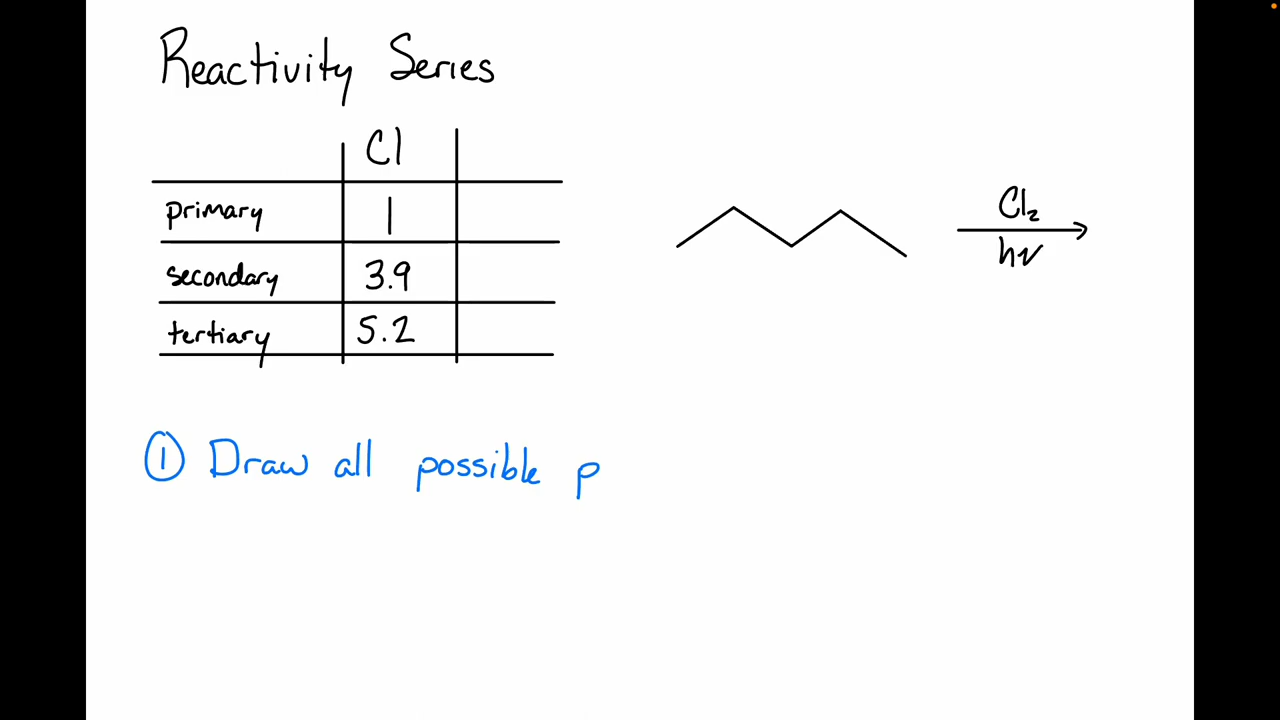 Reactivity Series
Cl
primary 1
secondary 3.9
tertiary 5.2
Cl₂
hν
① Draw all possible p